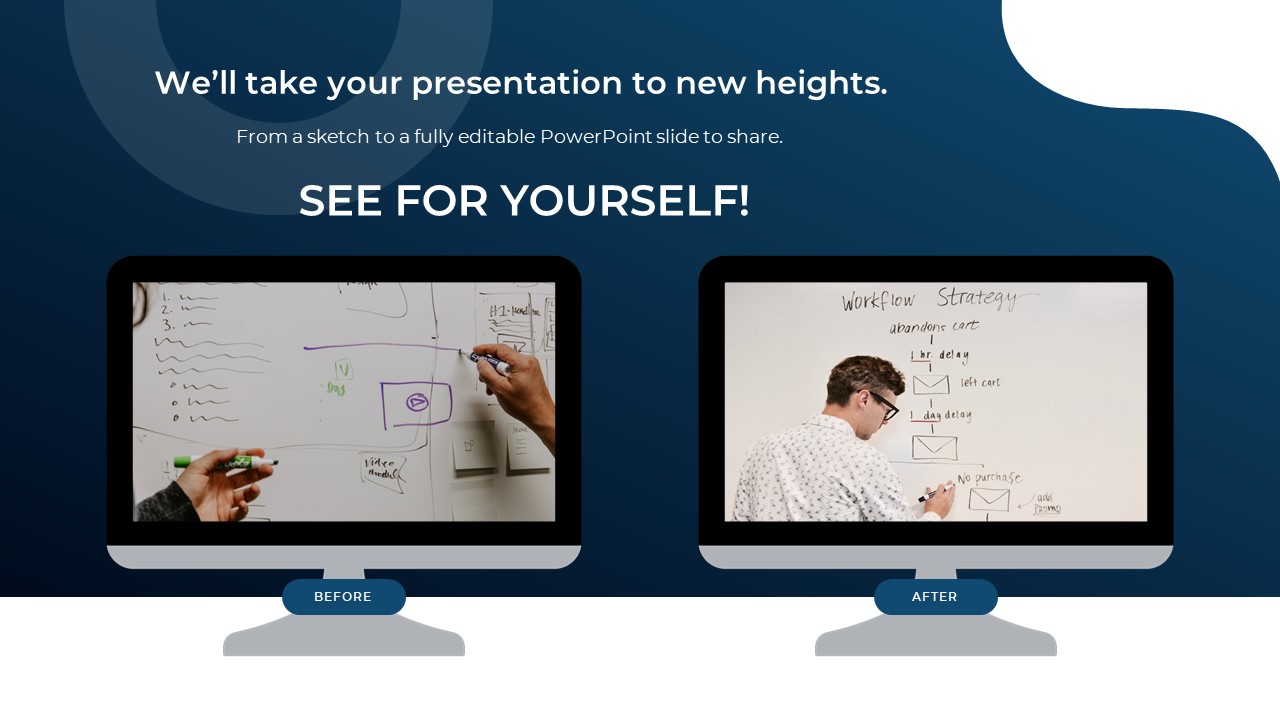 We’ll take your presentation to new heights.
From a sketch to a fully editable PowerPoint slide to share.
SEE FOR YOURSELF!
1.
2.
3.
Video
module
Workflow Strategy
abandons cart
1 hr. delay
left cart
1 day delay
No purchase
add
Promo
BEFORE
AFTER